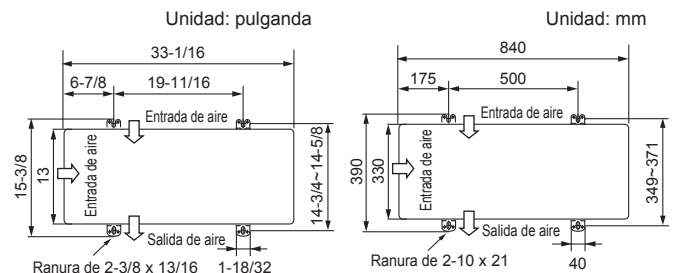 Unidad: pulganda
33-1/16
6-7/8
19-11/16
Entrada de aire
15-3/8
13
Entrada de aire
14-3/4~14-5/8
Salida de aire
Ranura de 2-3/8 x 13/16
1-18/32
Unidad: mm
840
175
500
Entrada de aire
390
330
Entrada de aire
349~371
Salida de aire
Ranura de 2-10 x 21
40